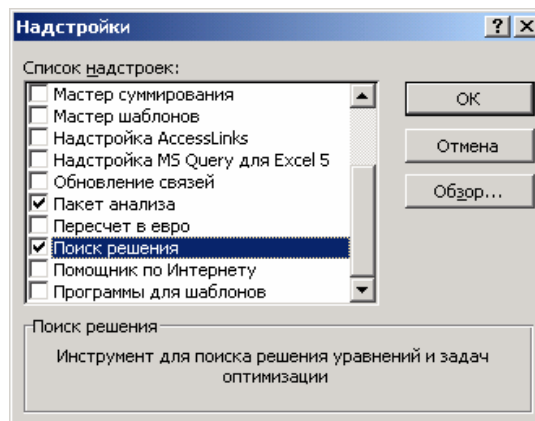 Надстройки
Список надстроек:
Мастер суммирования
Мастер шаблонов
Надстройка AccessLinks
Надстройка MS Query для Excel 5
Обновление связей
Пакет анализа
Пересчет в евро
Поиск решения
Помощник по Интернету
Программы для шаблонов
ОК
Отмена
Обзор...
Поиск решения
Инструмент для поиска решения уравнений и задач
оптимизации